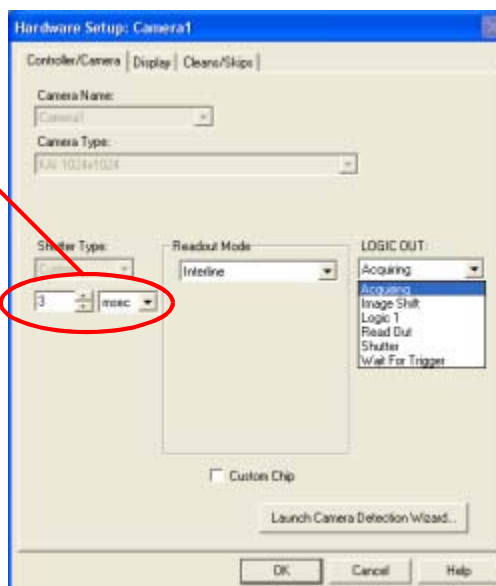 Hardware Setup: Camera1
Controller/Camera Display Cleans/Skips
Camera Name:
Camera1
Camera Type:
KAI 1024x1024
Shutter Type:
Readout Mode
LOGIC OUT:
Interline
Acquiring
3 msec
Acquiring
Image Shift
Logic 1
Read Out
Shutter
Wait For Trigger
Custom Chip
Launch Camera Detection Wizard...
OK Cancel Help